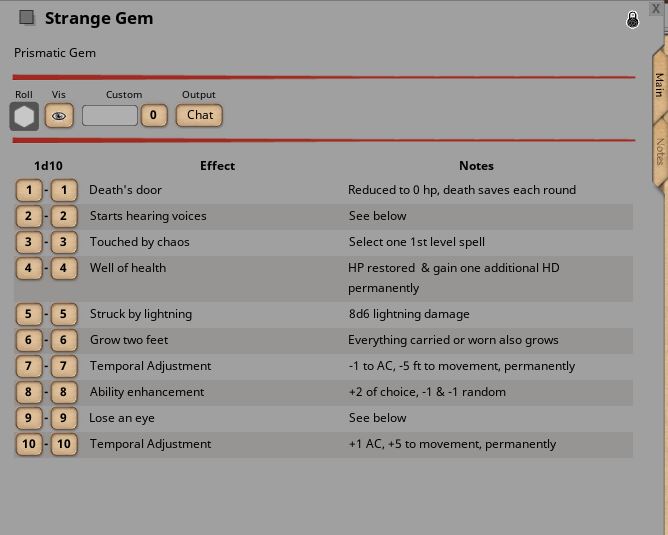 Strange Gem
X
Prismatic Gem
Roll Vis Custom Output
0 Chat
Main
Notes
1d10 Effect Notes
1 - 1 Death's door Reduced to 0 hp, death saves each round
2 - 2 Starts hearing voices See below
3 - 3 Touched by chaos Select one 1st level spell
4 - 4 Well of health HP restored & gain one additional HD
permanently
5 - 5 Struck by lightning 8d6 lightning damage
6 - 6 Grow two feet Everything carried or worn also grows
7 - 7 Temporal Adjustment -1 to AC, -5 ft to movement, permanently
8 - 8 Ability enhancement +2 of choice, -1 & -1 random
9 - 9 Lose an eye See below
10 - 10 Temporal Adjustment +1 AC, +5 to movement, permanently